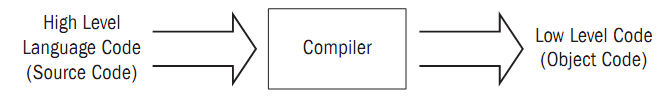 High Level
Language Code
(Source Code)
Compiler
Low Level Code
(Object Code)